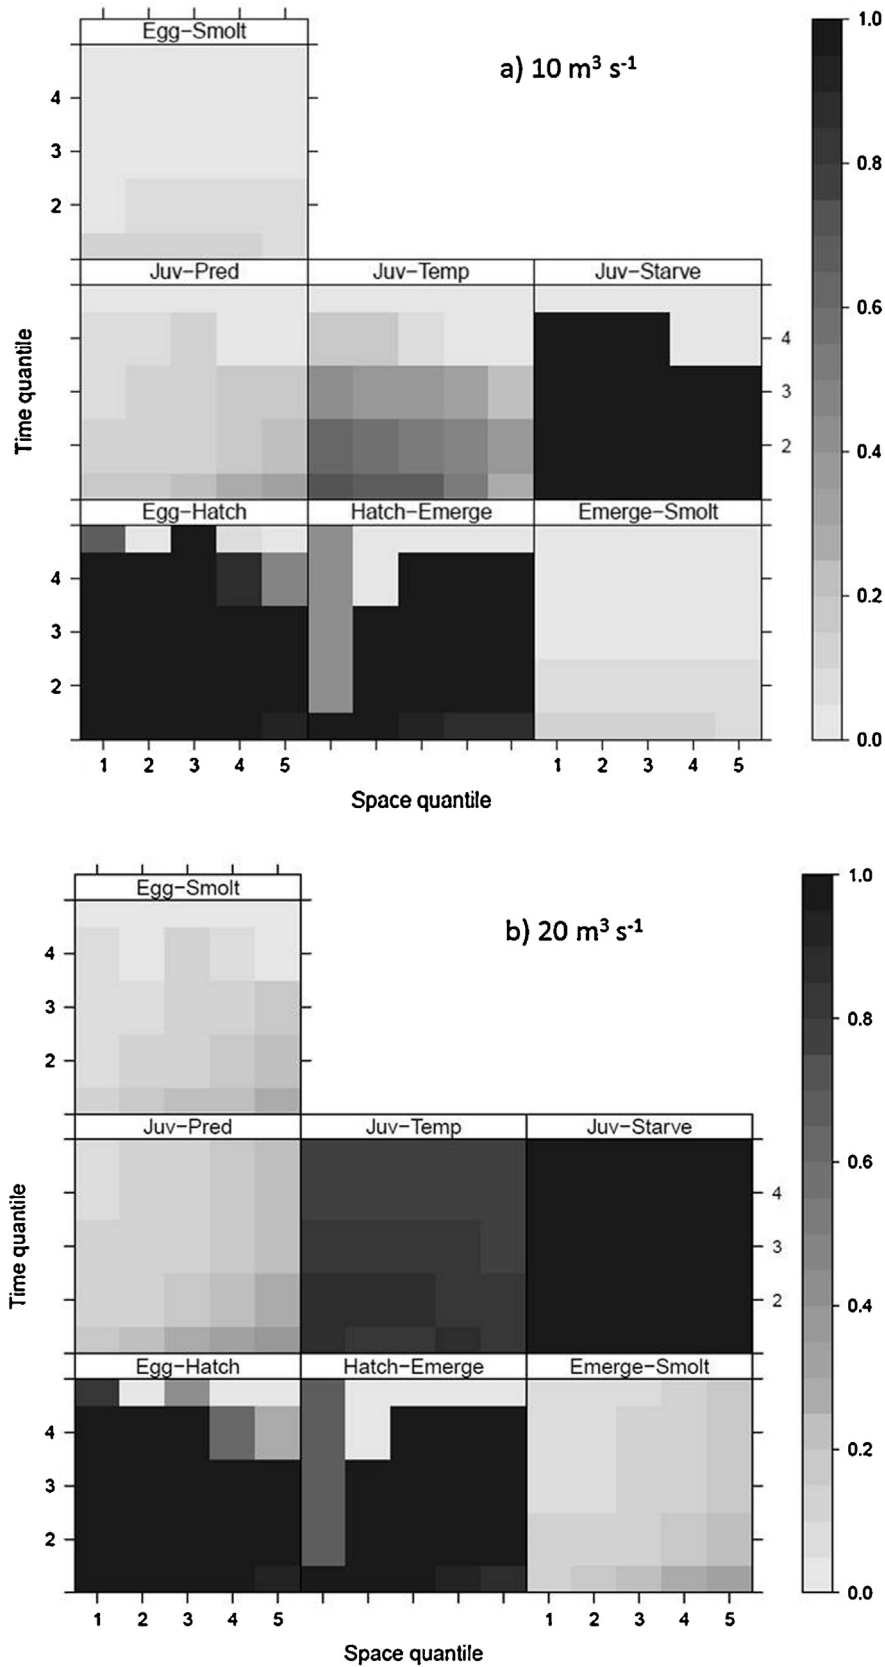 Egg−Smolt
a) 10 m³ s⁻¹
1.0
4
3
2
0.8
Juv−Pred
Juv−Temp
Juv−Starve
0.6
4
3
2
Time quantile
0.4
Egg−Hatch
Hatch−Emerge
Emerge−Smolt
4
3
2
0.2
0.0
1 2 3 4 5
1 2 3 4 5
Space quantile
Egg−Smolt
b) 20 m³ s⁻¹
1.0
4
3
2
0.8
Juv−Pred
Juv−Temp
Juv−Starve
0.6
4
3
2
Time quantile
0.4
Egg−Hatch
Hatch−Emerge
Emerge−Smolt
4
3
2
0.2
0.0
1 2 3 4 5
1 2 3 4 5
Space quantile